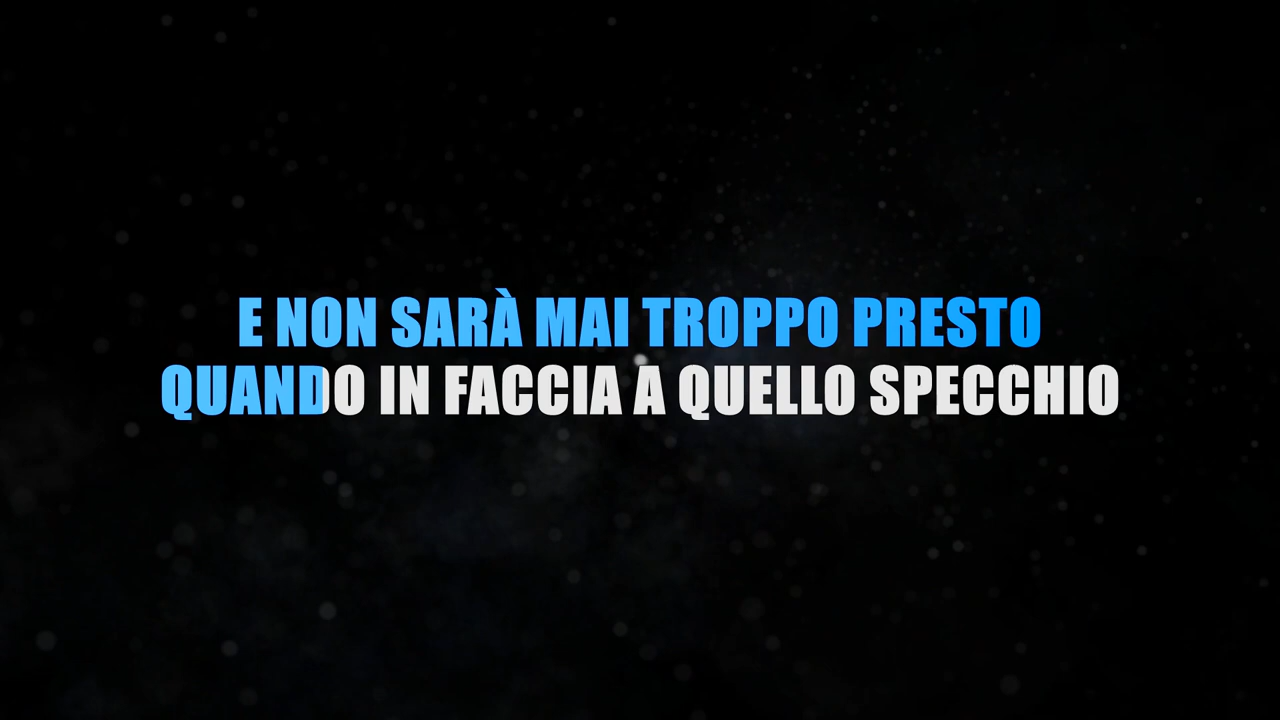 E NON SARÀ MAI TROPPO PRESTO
QUANDO IN FACCIA A QUELLO SPECCHIO